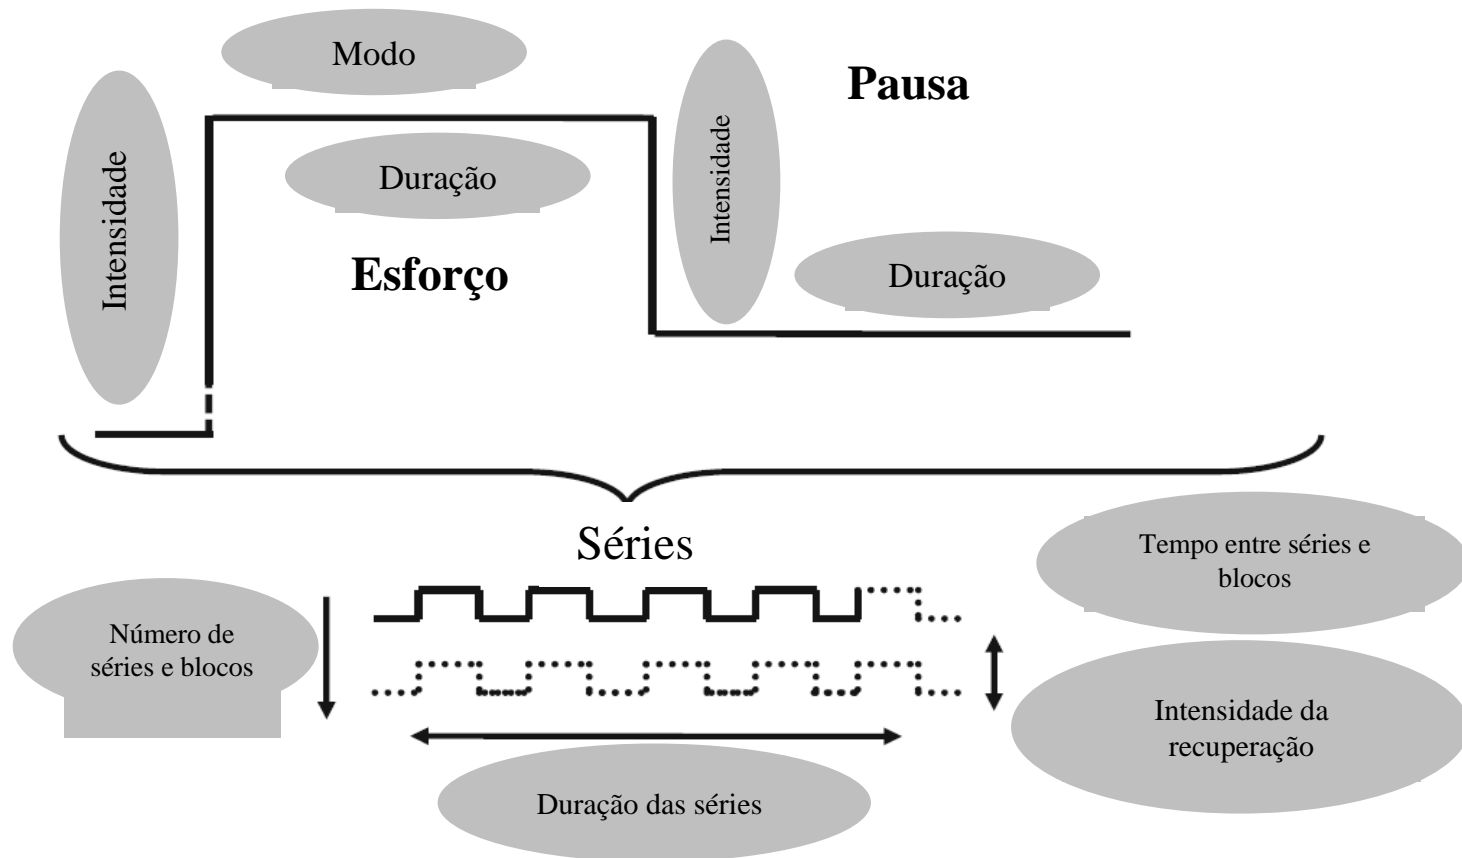 Modo
Pausa
Intensidade
Duração
Intensidade
Esforço
Duração
Séries
Tempo entre séries e
blocos
Número de
séries e blocos
Intensidade da
recuperação
Duração das séries